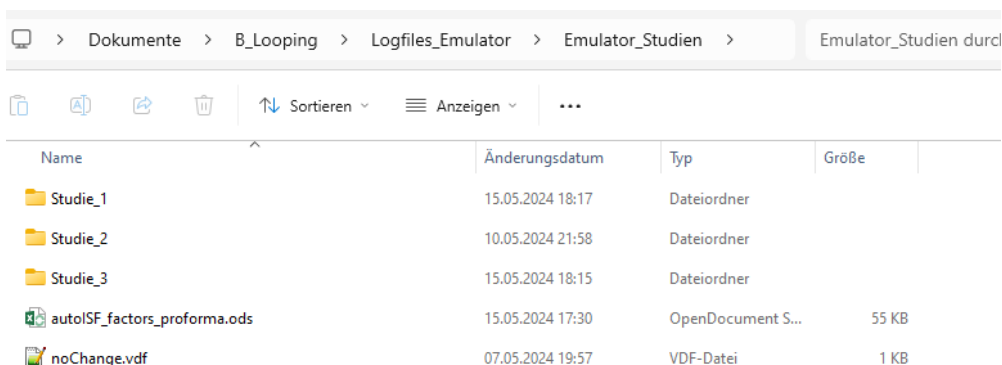 Dokumente > B_Looping > Logfiles_Emulator > Emulator_Studien > Emulator_Studien durch
Sortieren Anzeigen ...
Name Änderungsdatum Typ Größe
Studie_1 15.05.2024 18:17 Dateiordner
Studie_2 10.05.2024 21:58 Dateiordner
Studie_3 15.05.2024 18:15 Dateiordner
autoISF_factors_proforma.ods 15.05.2024 17:30 OpenDocument S... 55 KB
noChange.vdf 07.05.2024 19:57 VDF-Datei 1 KB